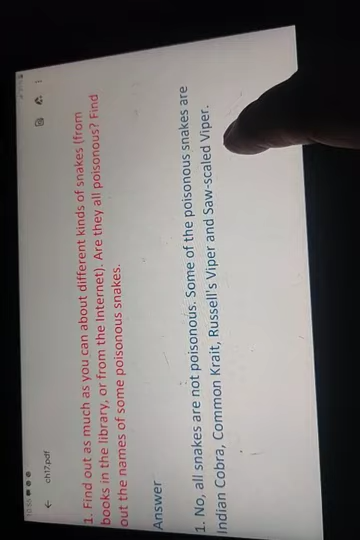 10:55
← ch17.pdf
1. Find out as much as you can about different kinds of snakes (from
books in the library, or from the Internet). Are they all poisonous? Find
out the names of some poisonous snakes.
Answer
1. No, all snakes are not poisonous. Some of the poisonous snakes are
Indian Cobra, Common Krait, Russell's Viper and Saw-scaled Viper.